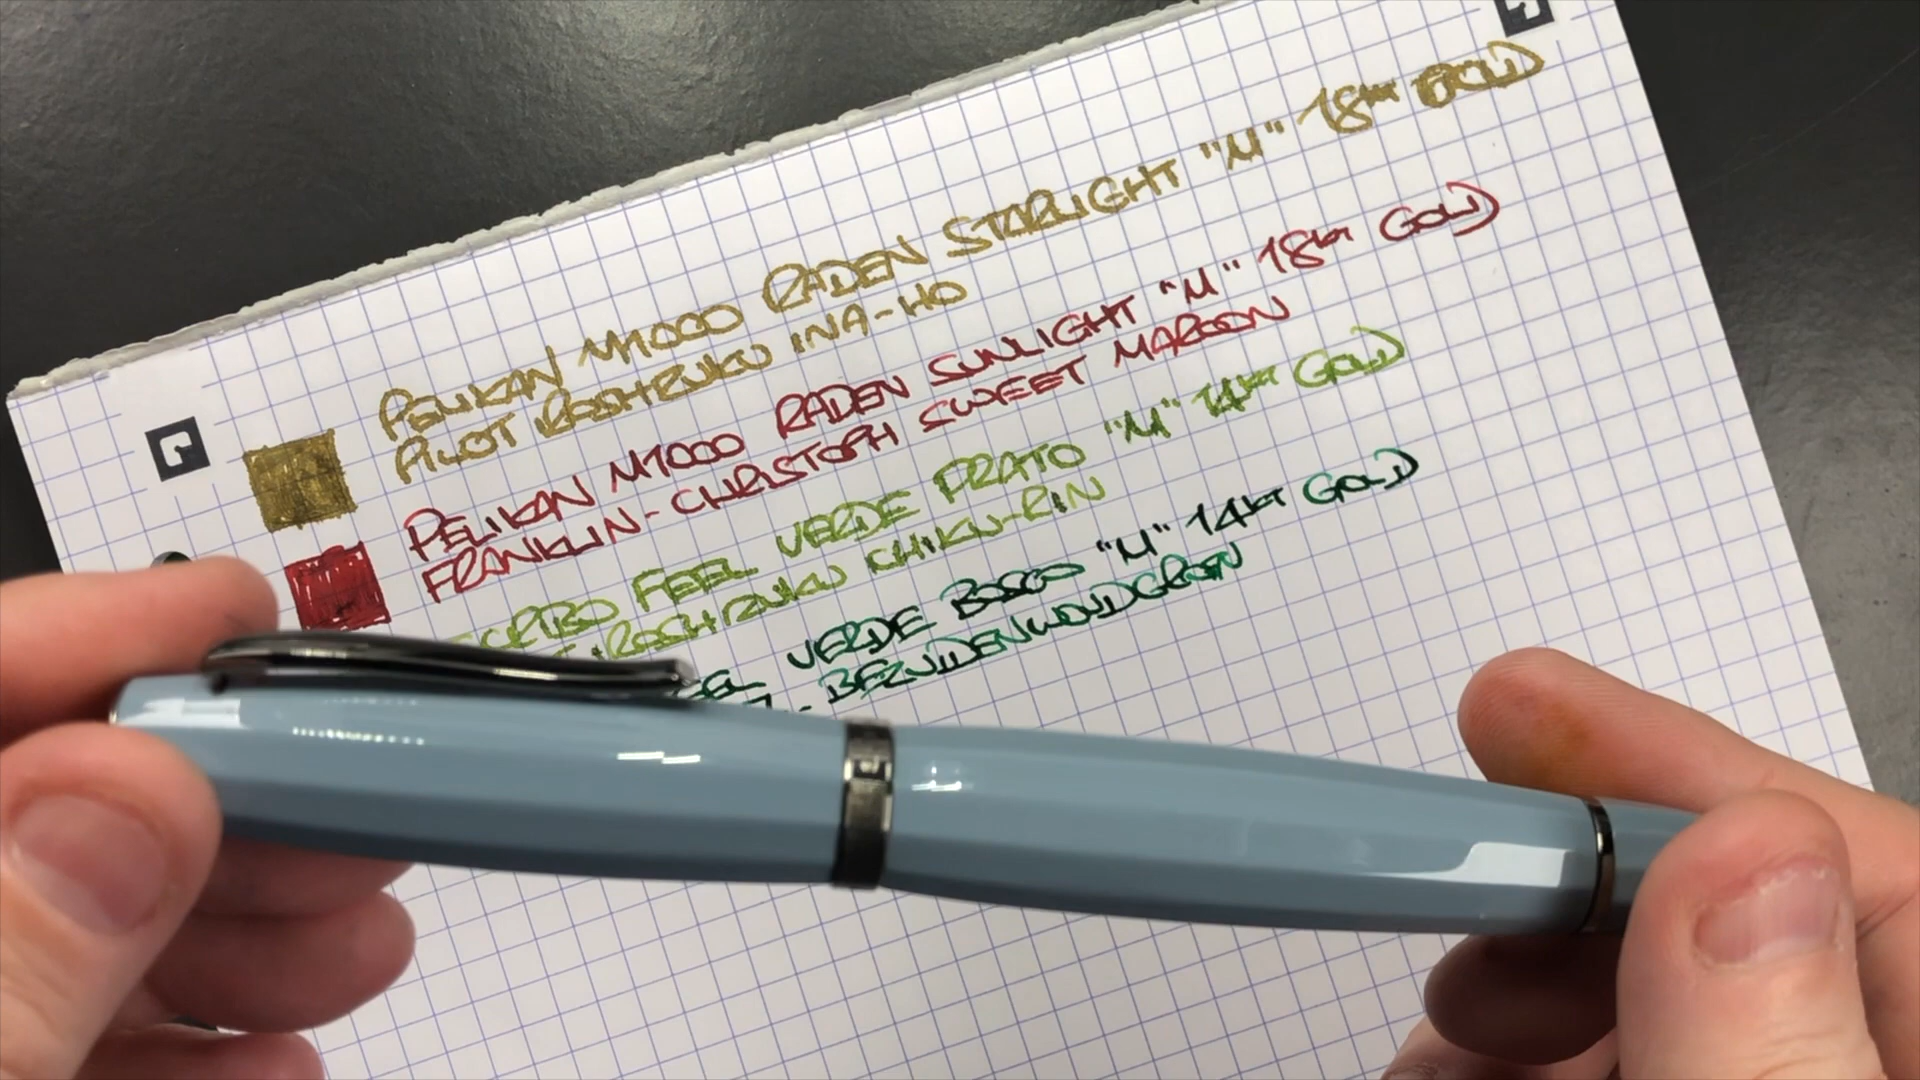 PELIKAN M1000 RADEN STARLIGHT "M" 18kt GOLD
PILOT IROSHIZUKU INA-HO
PELIKAN M1000 RADEN SUNLIGHT "M" 18kt GOLD
FRANKLIN-CHRISTOPH SWEET MAROON
FEEL VERDE PRATO "M" 14kt GOLD
IROSHIZUKU CHIKU-RIN
VERDE BOSCO "M" 14kt GOLD